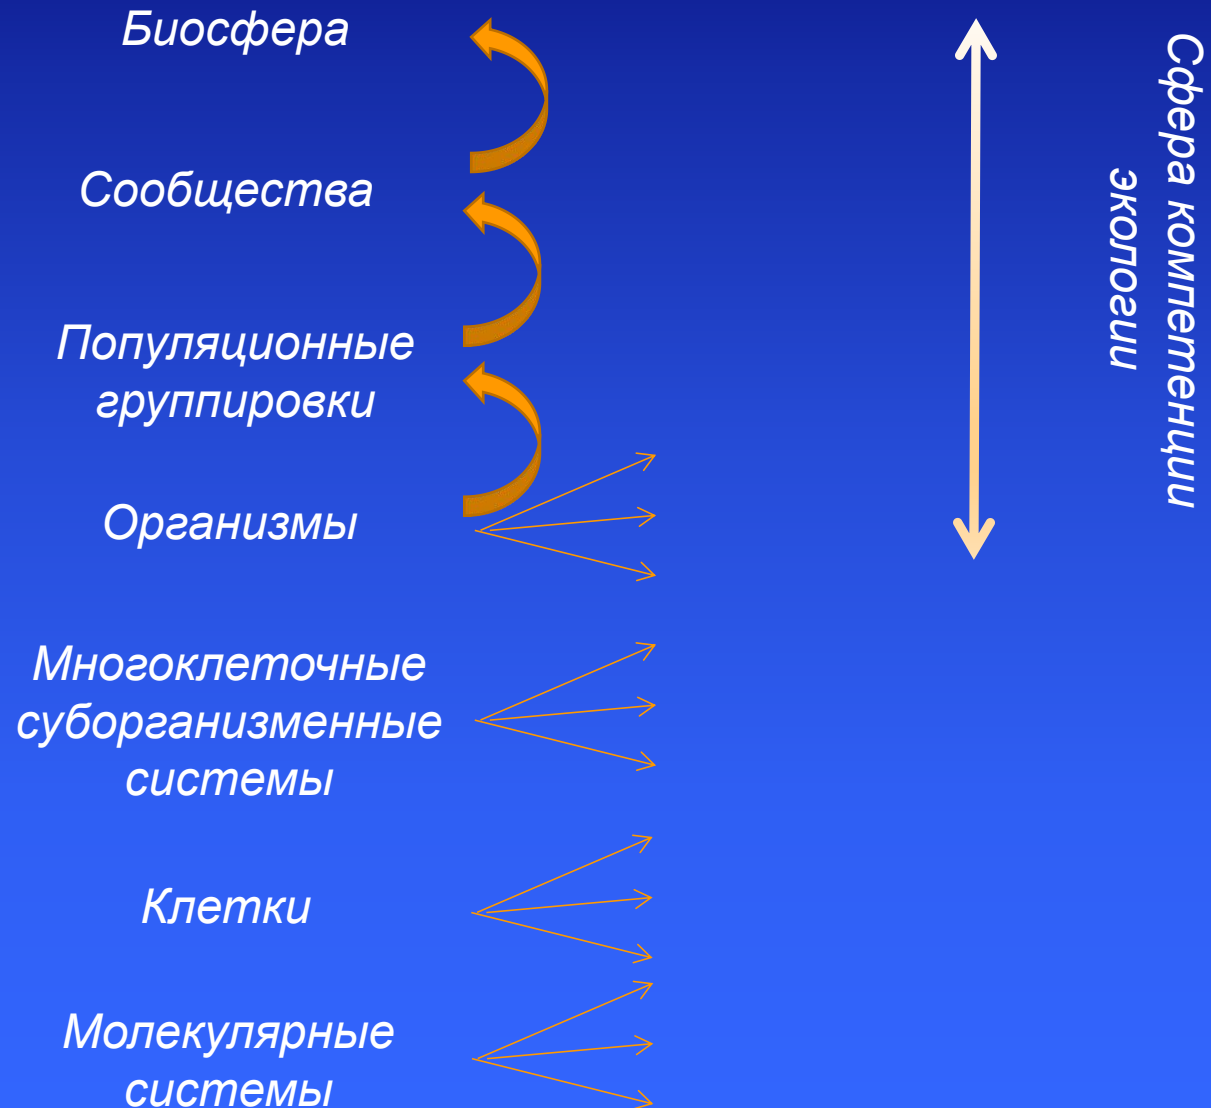 Биосфера
Сообщества
Популяционные
группировки
Организмы
Многоклеточные
суборганизменные
системы
Клетки
Молекулярные
системы
Сфера компетенции
экологии